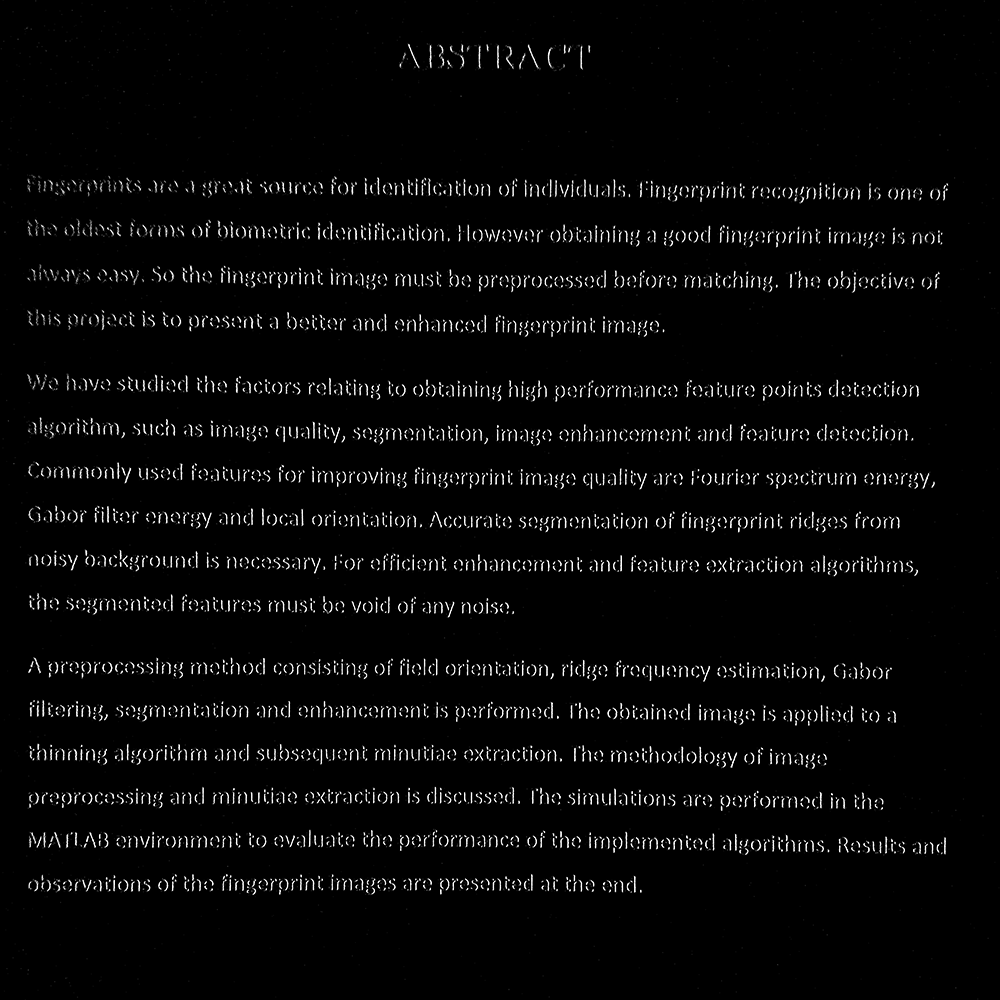 ABSTRACT
Fingerprints are a great source for identification of individuals. Fingerprint recognition is one of
the oldest forms of biometric identification. However obtaining a good fingerprint image is not
always easy. So the fingerprint image must be preprocessed before matching. The objective of
this project is to present a better and enhanced fingerprint image.
We have studied the factors relating to obtaining high performance feature points detection
algorithm, such as image quality, segmentation, image enhancement and feature detection.
Commonly used features for improving fingerprint image quality are Fourier spectrum energy,
Gabor filter energy and local orientation. Accurate segmentation of fingerprint ridges from
noisy background is necessary. For efficient enhancement and feature extraction algorithms,
the segmented features must be void of any noise.
A preprocessing method consisting of field orientation, ridge frequency estimation, Gabor
filtering, segmentation and enhancement is performed. The obtained image is applied to a
thinning algorithm and subsequent minutiae extraction. The methodology of image
preprocessing and minutiae extraction is discussed. The simulations are performed in the
MATLAB environment to evaluate the performance of the implemented algorithms. Results and
observations of the fingerprint images are presented at the end.